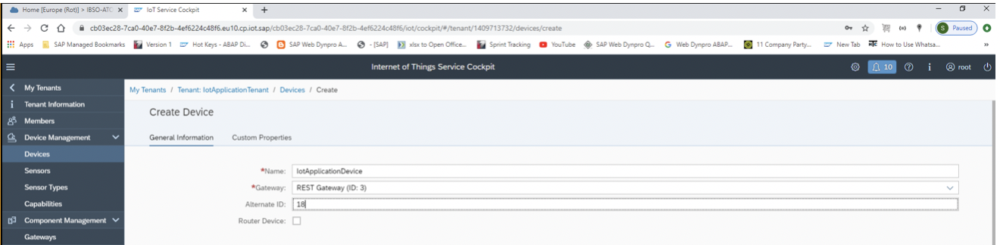 Home [Europe (Rot)] > IBSO-ATC
IoT Service Cockpit
cb03ec28-7ca0-40e7-8f2b-4ef6224c48f6.eu10.cp.iot.sap/cb03ec28-7ca0-40e7-8f2b-4ef6224c48f6/iot/cockpit/#/tenant/1409713732/devices/create
S Paused
Apps SAP Managed Bookmarks Version 1 Hot Keys - ABAP Di... SAP Web Dynpro A... - [SAP] xlsx to Open Office... Sprint Tracking YouTube SAP Web Dynpro Q... Web Dynpro ABAP... 11 Company Party... New Tab How to Use Whatsa... »
Internet of Things Service Cockpit
10 root
My Tenants
My Tenants / Tenant: IotApplicationTenant / Devices / Create
Tenant Information
Members
Device Management
Devices
Sensors
Sensor Types
Capabilities
Component Management
Gateways
Create Device
General Information Custom Properties
*Name: IotApplicationDevice
*Gateway: REST Gateway (ID: 3)
Alternate ID: 18
Router Device: